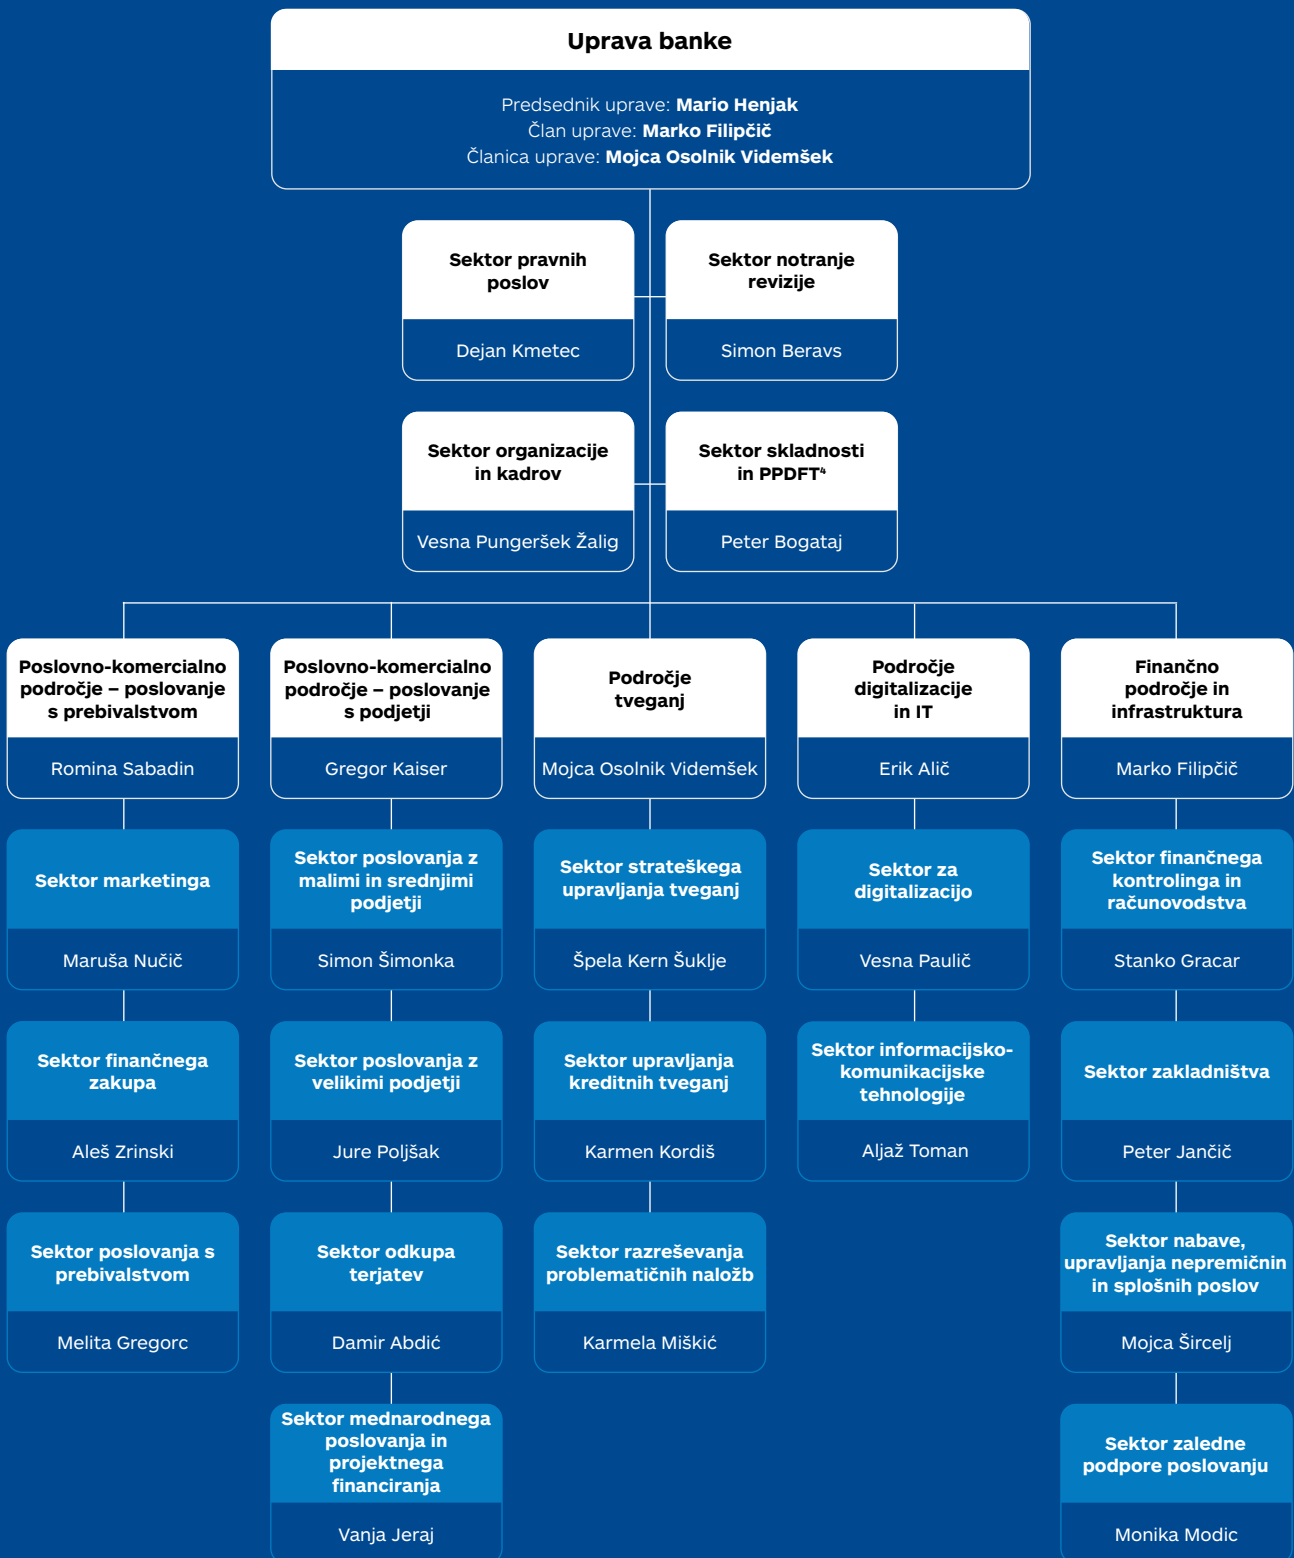 Uprava banke
Predsednik uprave: Mario Henjak
Član uprave: Marko Filipčič
Članica uprave: Mojca Osolnik Videmšek
Sektor pravnih
poslov
Dejan Kmetec
Sektor notranje
revizije
Simon Beravs
Sektor organizacije
in kadrov
Vesna Pungeršek Žalig
Sektor skladnosti
in PPDFT⁴
Peter Bogataj
Poslovno-komercialno
področje – poslovanje
s prebivalstvom
Romina Sabadin
Sektor marketinga
Maruša Nučič
Sektor finančnega
zakupa
Aleš Zrinski
Sektor poslovanja s
prebivalstvom
Melita Gregorc
Poslovno-komercialno
področje – poslovanje
s podjetji
Gregor Kaiser
Sektor poslovanja z
malimi in srednjimi
podjetji
Simon Šimonka
Sektor poslovanja z
velikimi podjetji
Jure Poljšak
Sektor odkupa
terjatev
Damir Abdić
Sektor mednarodnega
poslovanja in
projektnega
financiranja
Vanja Jeraj
Področje
tveganj
Mojca Osolnik Videmšek
Sektor strateškega
upravljanja tveganj
Špela Kern Šuklje
Sektor upravljanja
kreditnih tveganj
Karmen Kordiš
Sektor razreševanja
problematičnih naložb
Karmela Miškić
Področje
digitalizacije
in IT
Erik Alič
Sektor za
digitalizacijo
Vesna Paulič
Sektor informacijsko-
komunikacijske
tehnologije
Aljaž Toman
Finančno
področje in
infrastruktura
Marko Filipčič
Sektor finančnega
kontrolinga in
računovodstva
Stanko Gracar
Sektor zakladništva
Peter Jančič
Sektor nabave,
upravljanja nepremičnin
in splošnih poslov
Mojca Šircelj
Sektor zaledne
podpore poslovanju
Monika Modic